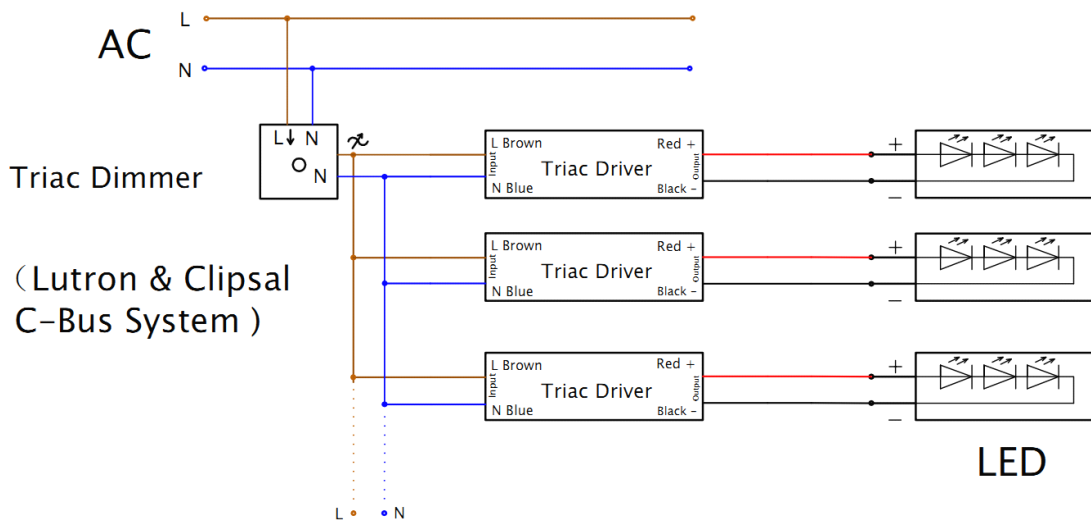 L
AC
N
L N
N
Triac Dimmer
（Lutron & Clipsal
C-Bus System )
L Brown
Input
N Blue
Triac Driver
Red +
Output
Black -
+
-
L Brown
Input
N Blue
Triac Driver
Red +
Output
Black -
+
-
L Brown
Input
N Blue
Triac Driver
Red +
Output
Black -
+
-
LED
L
N